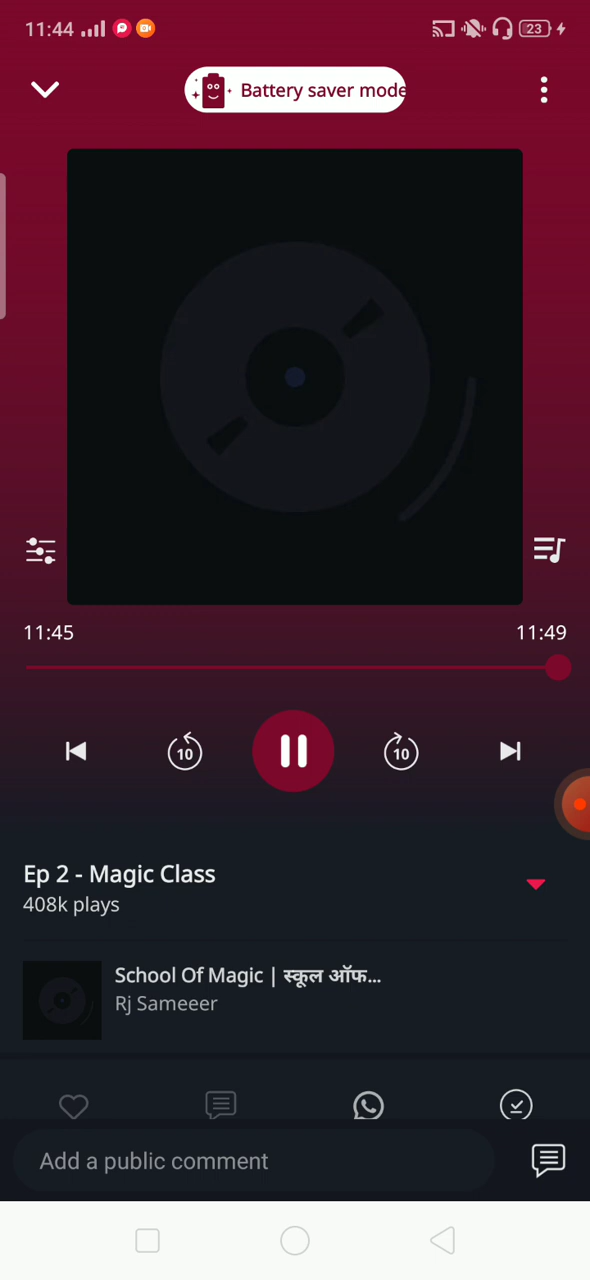 11:44
23
Battery saver mode
11:45
11:49
10
10
Ep 2 - Magic Class
408k plays
School Of Magic | स्कूल ऑफ...
Rj Sameeer
Add a public comment